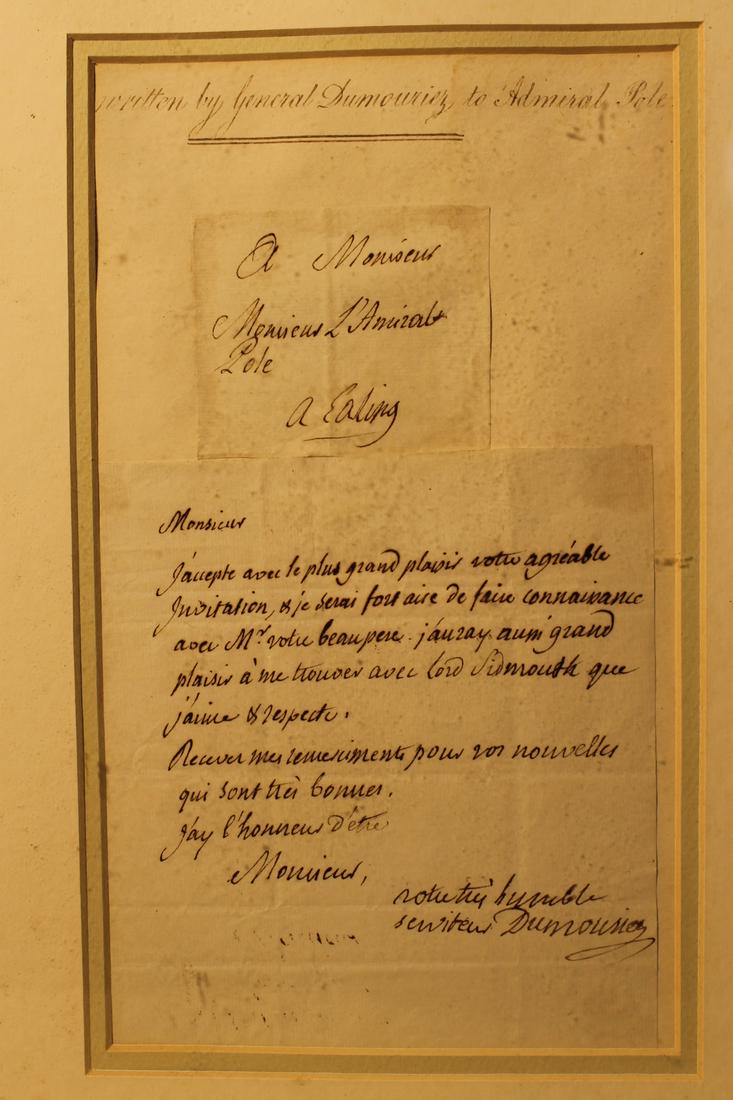 written by General Dumouriez, to Admiral Pole
A Monsieur
Monsieur L'Amiral
Pole
A Ealing
Monsieur
J'accepte avec le plus grand plaisir votre agréable
Invitation, & je serai fort aise de faire connaissance
avec Mr. votre beaupere. j'auray aussi grand
plaisir à me trouver avec Lord Sidmouth que
j'aime & respecte.
Recevez mes remerciments pour vos nouvelles
qui sont très bonnes.
J'ay l'honneur d'être
Monsieur,
votre très humble
serviteur Dumouriez